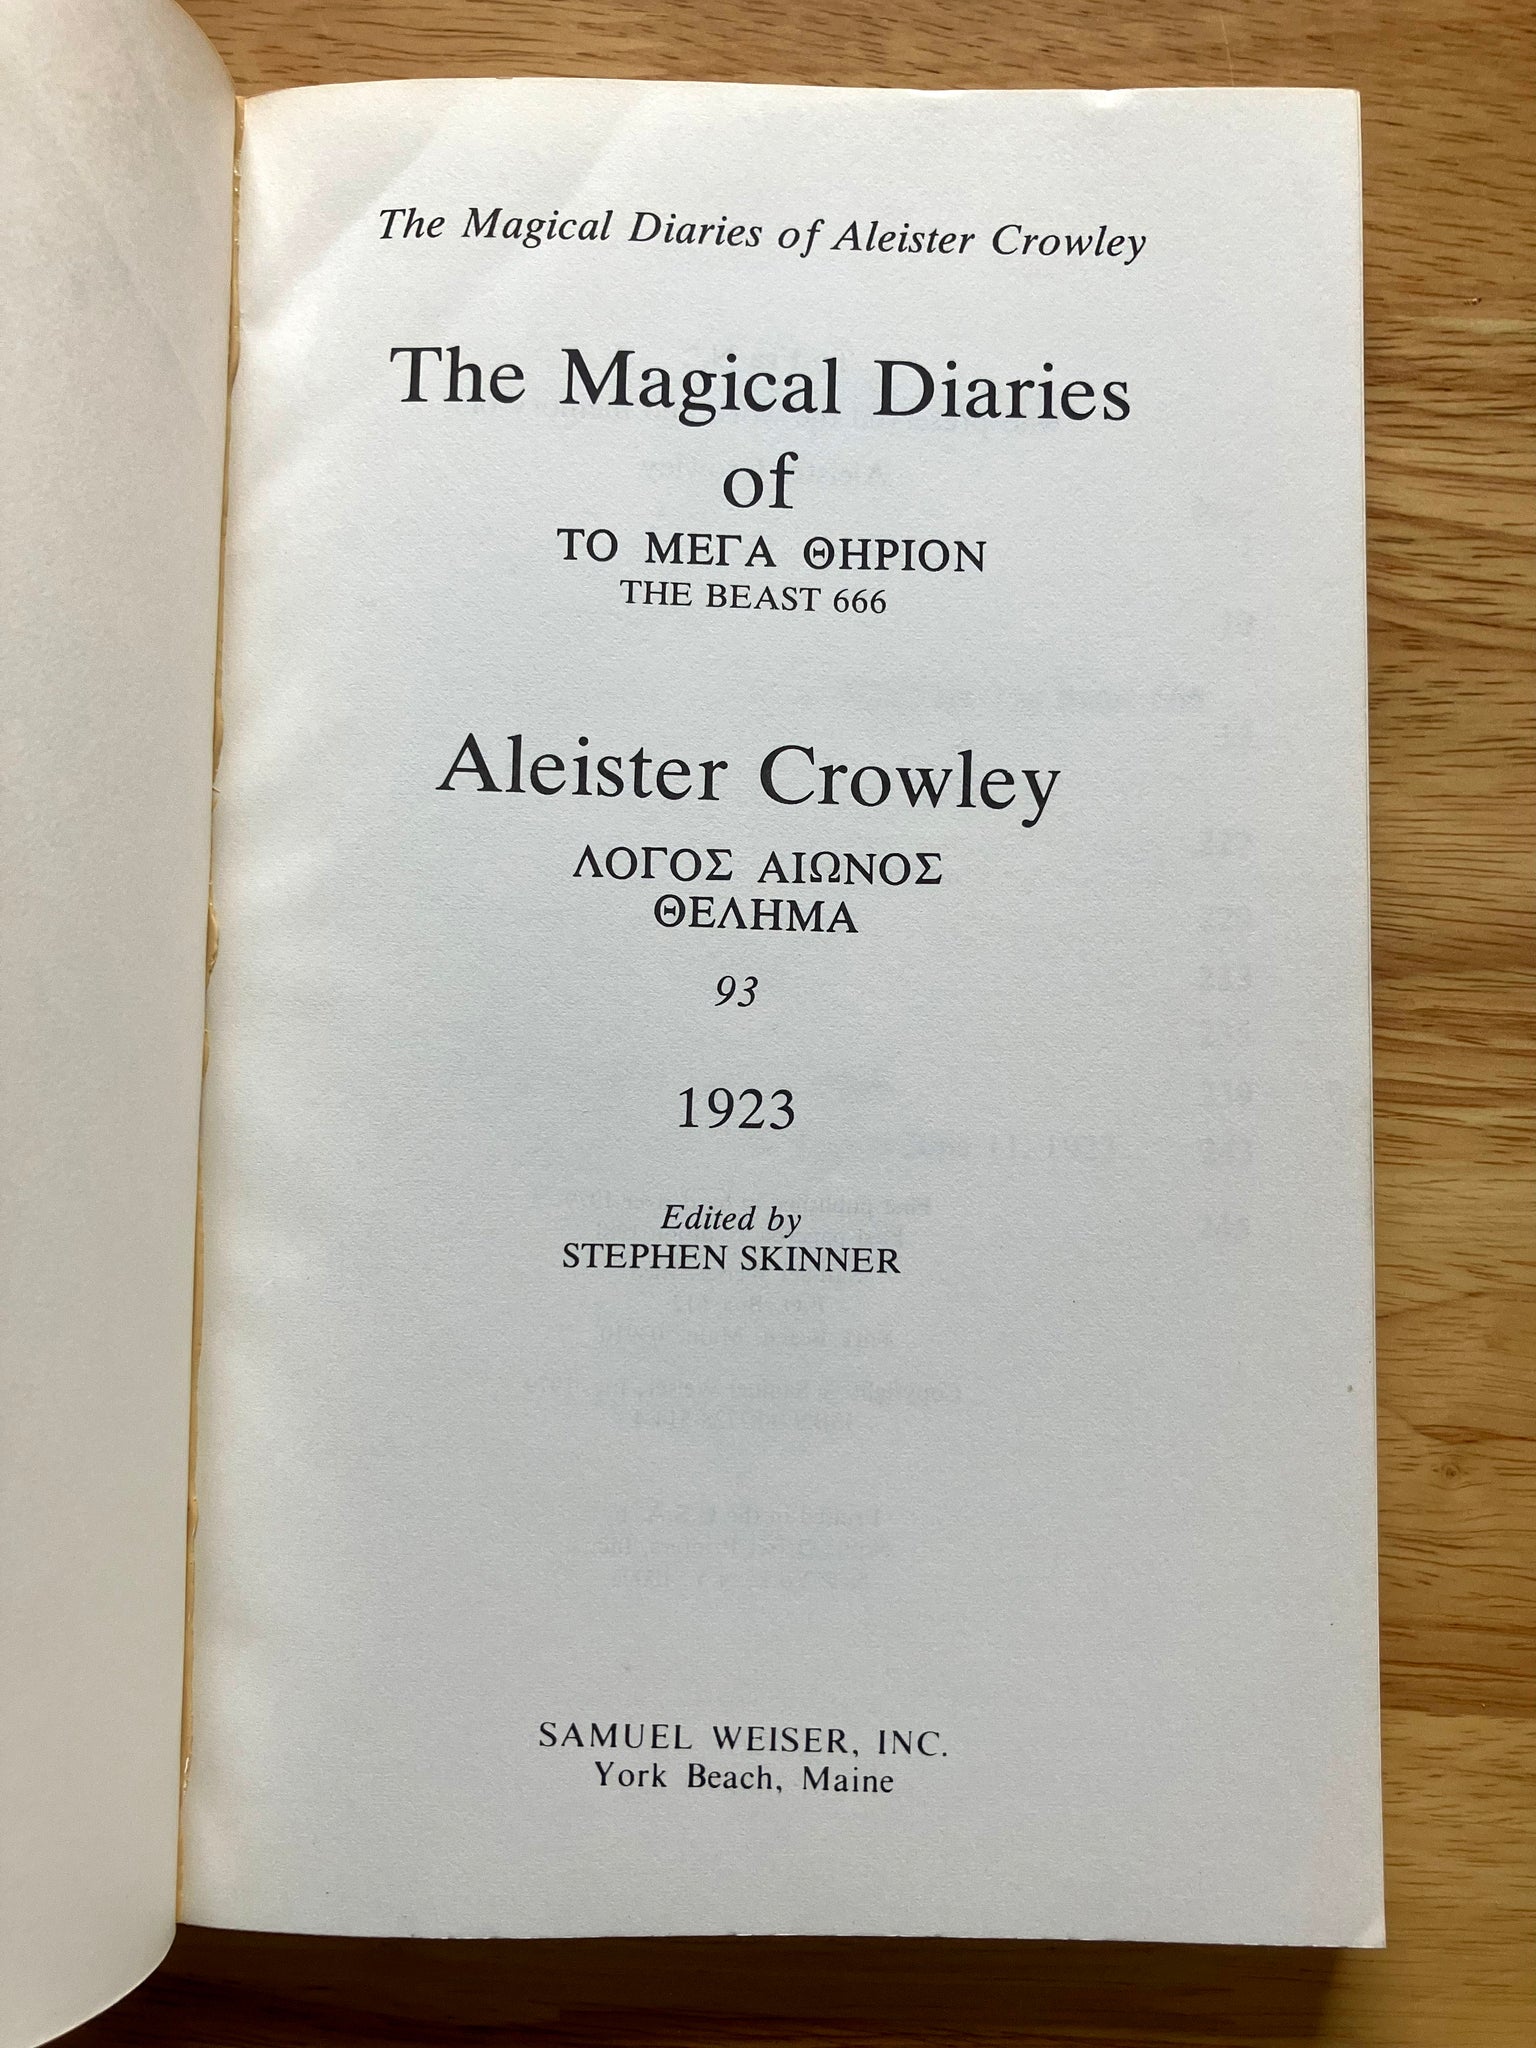 The Magical Diaries of Aleister Crowley
The Magical Diaries
of
ΤΟ ΜΕΓΑ ΘΗΡΙΟΝ
THE BEAST 666
Aleister Crowley
ΛΟΓΟΣ ΑΙΩΝΟΣ
ΘΕΛΗΜΑ
93
1923
Edited by
STEPHEN SKINNER
SAMUEL WEISER, INC.
York Beach, Maine